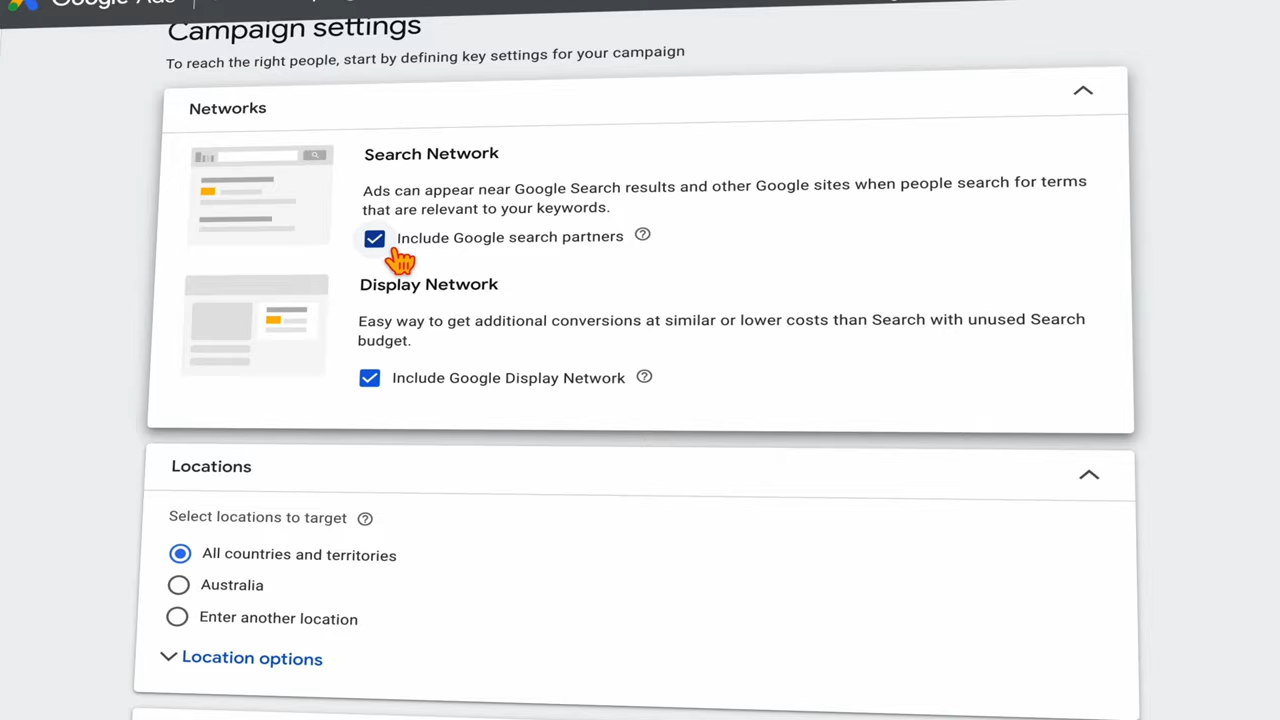 Google Ads
Campaign settings
To reach the right people, start by defining key settings for your campaign
Networks
Search Network
Ads can appear near Google Search results and other Google sites when people search for terms
that are relevant to your keywords.
Include Google search partners
Display Network
Easy way to get additional conversions at similar or lower costs than Search with unused Search
budget.
Include Google Display Network
Locations
Select locations to target
All countries and territories
Australia
Enter another location
Location options